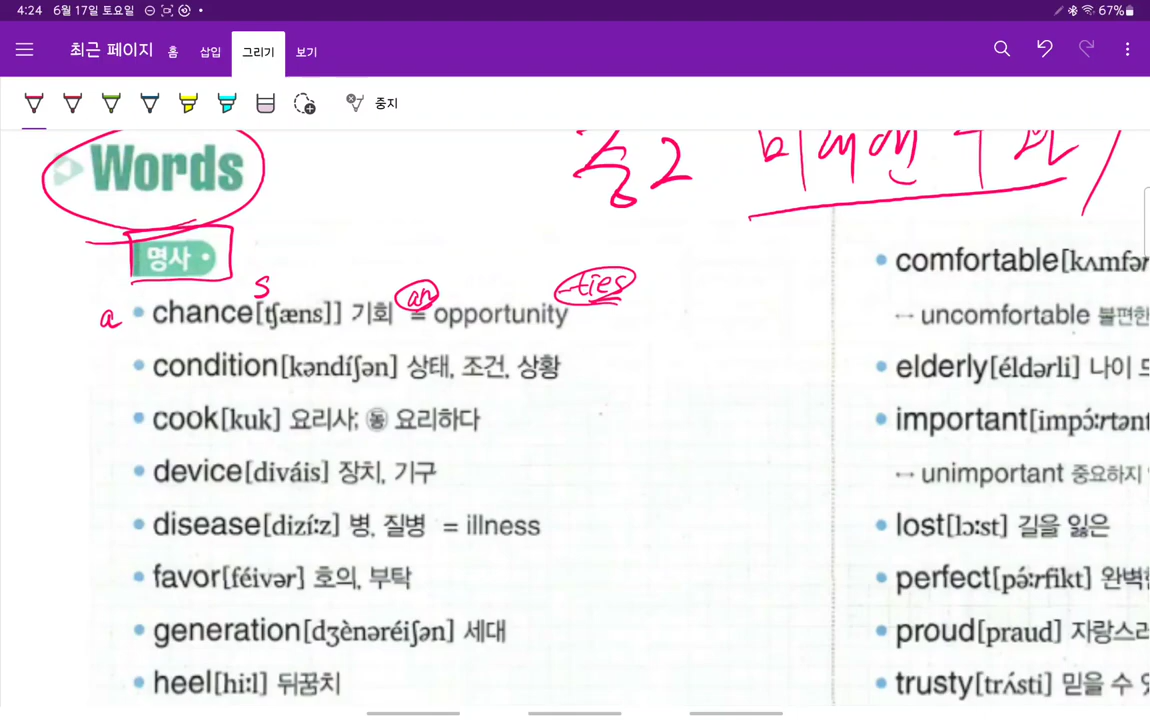 4:24 6월 17일 토요일 67%
최근 페이지 홈 삽입 그리기 보기
중지
Words
중2
명사
a chance[tʃæns]] 기회 = opportunity
s an -ties
condition[kəndíʃən] 상태, 조건, 상황
cook[kuk] 요리사; 동 요리하다
device[diváis] 장치, 기구
disease[dizíːz] 병, 질병 = illness
favor[féivər] 호의, 부탁
generation[dʒènəréiʃən] 세대
heel[hiːl] 뒤꿈치
comfortable[kʌmfər
↔ uncomfortable 불편한
elderly[éldərli] 나이
important[impɔ́ːrtənt
↔ unimportant 중요하지
lost[lɔːst] 길을 잃은
perfect[pə́ːrfikt] 완벽한
proud[praud] 자랑스러
trusty[trʌ́sti] 믿을 수